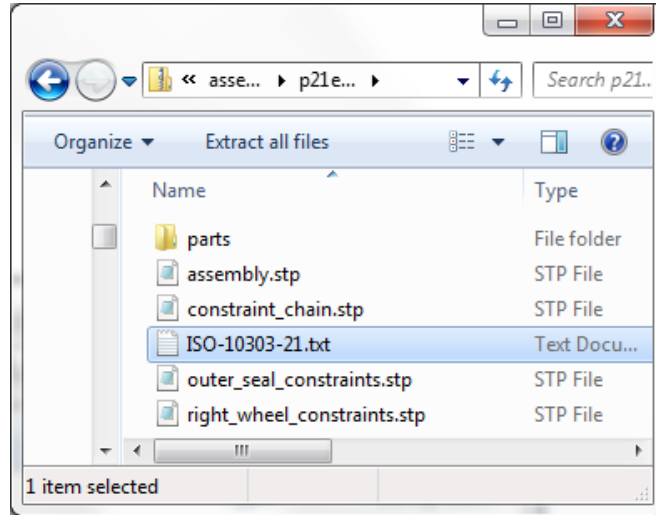 « asse... ▸ p21e... ▸ Search p21..
Organize Extract all files
Name Type
parts File folder
assembly.stp STP File
constraint_chain.stp STP File
ISO-10303-21.txt Text Docu...
outer_seal_constraints.stp STP File
right_wheel_constraints.stp STP File
1 item selected